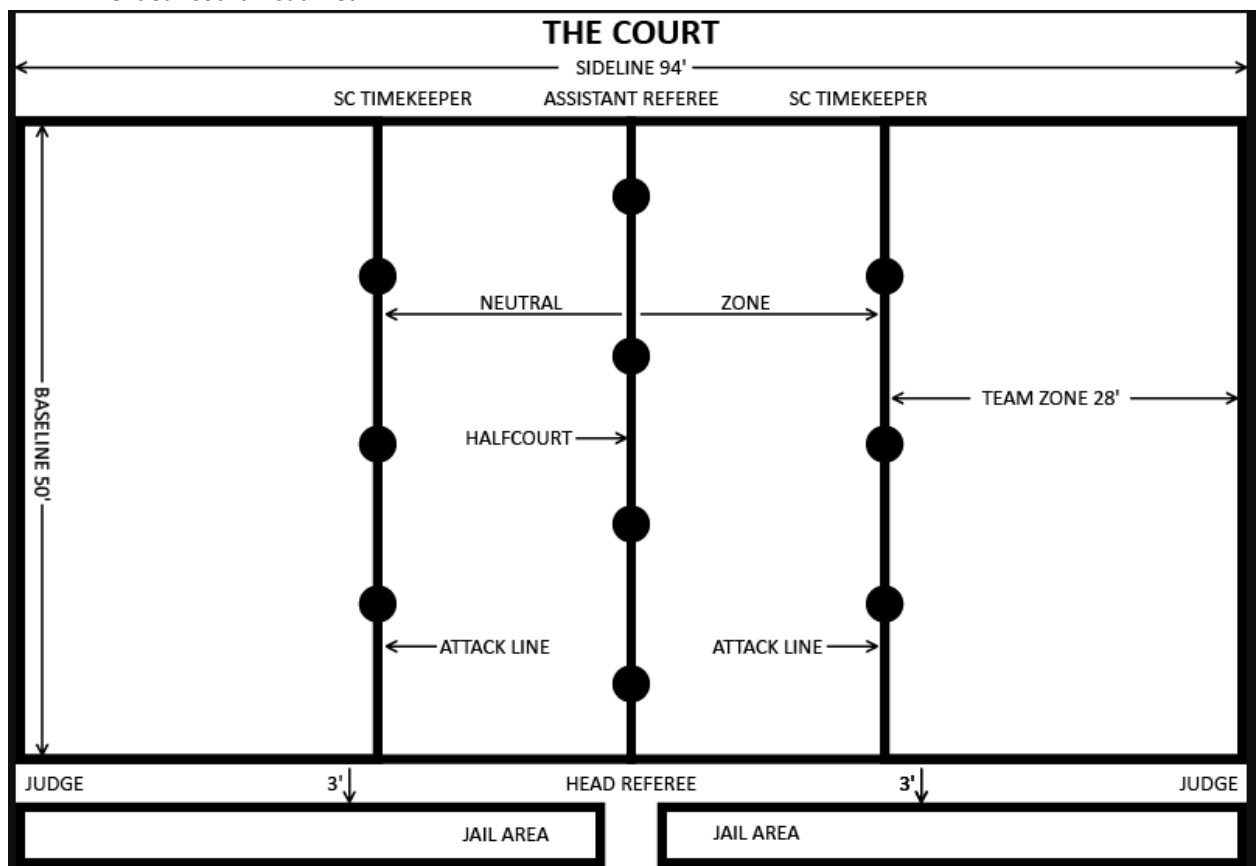 THE COURT
SIDELINE 94'
SC TIMEKEEPER ASSISTANT REFEREE SC TIMEKEEPER
NEUTRAL ZONE
BASELINE 50'
TEAM ZONE 28'
HALFCOURT
ATTACK LINE ATTACK LINE
JUDGE 3' HEAD REFEREE 3' JUDGE
JAIL AREA JAIL AREA